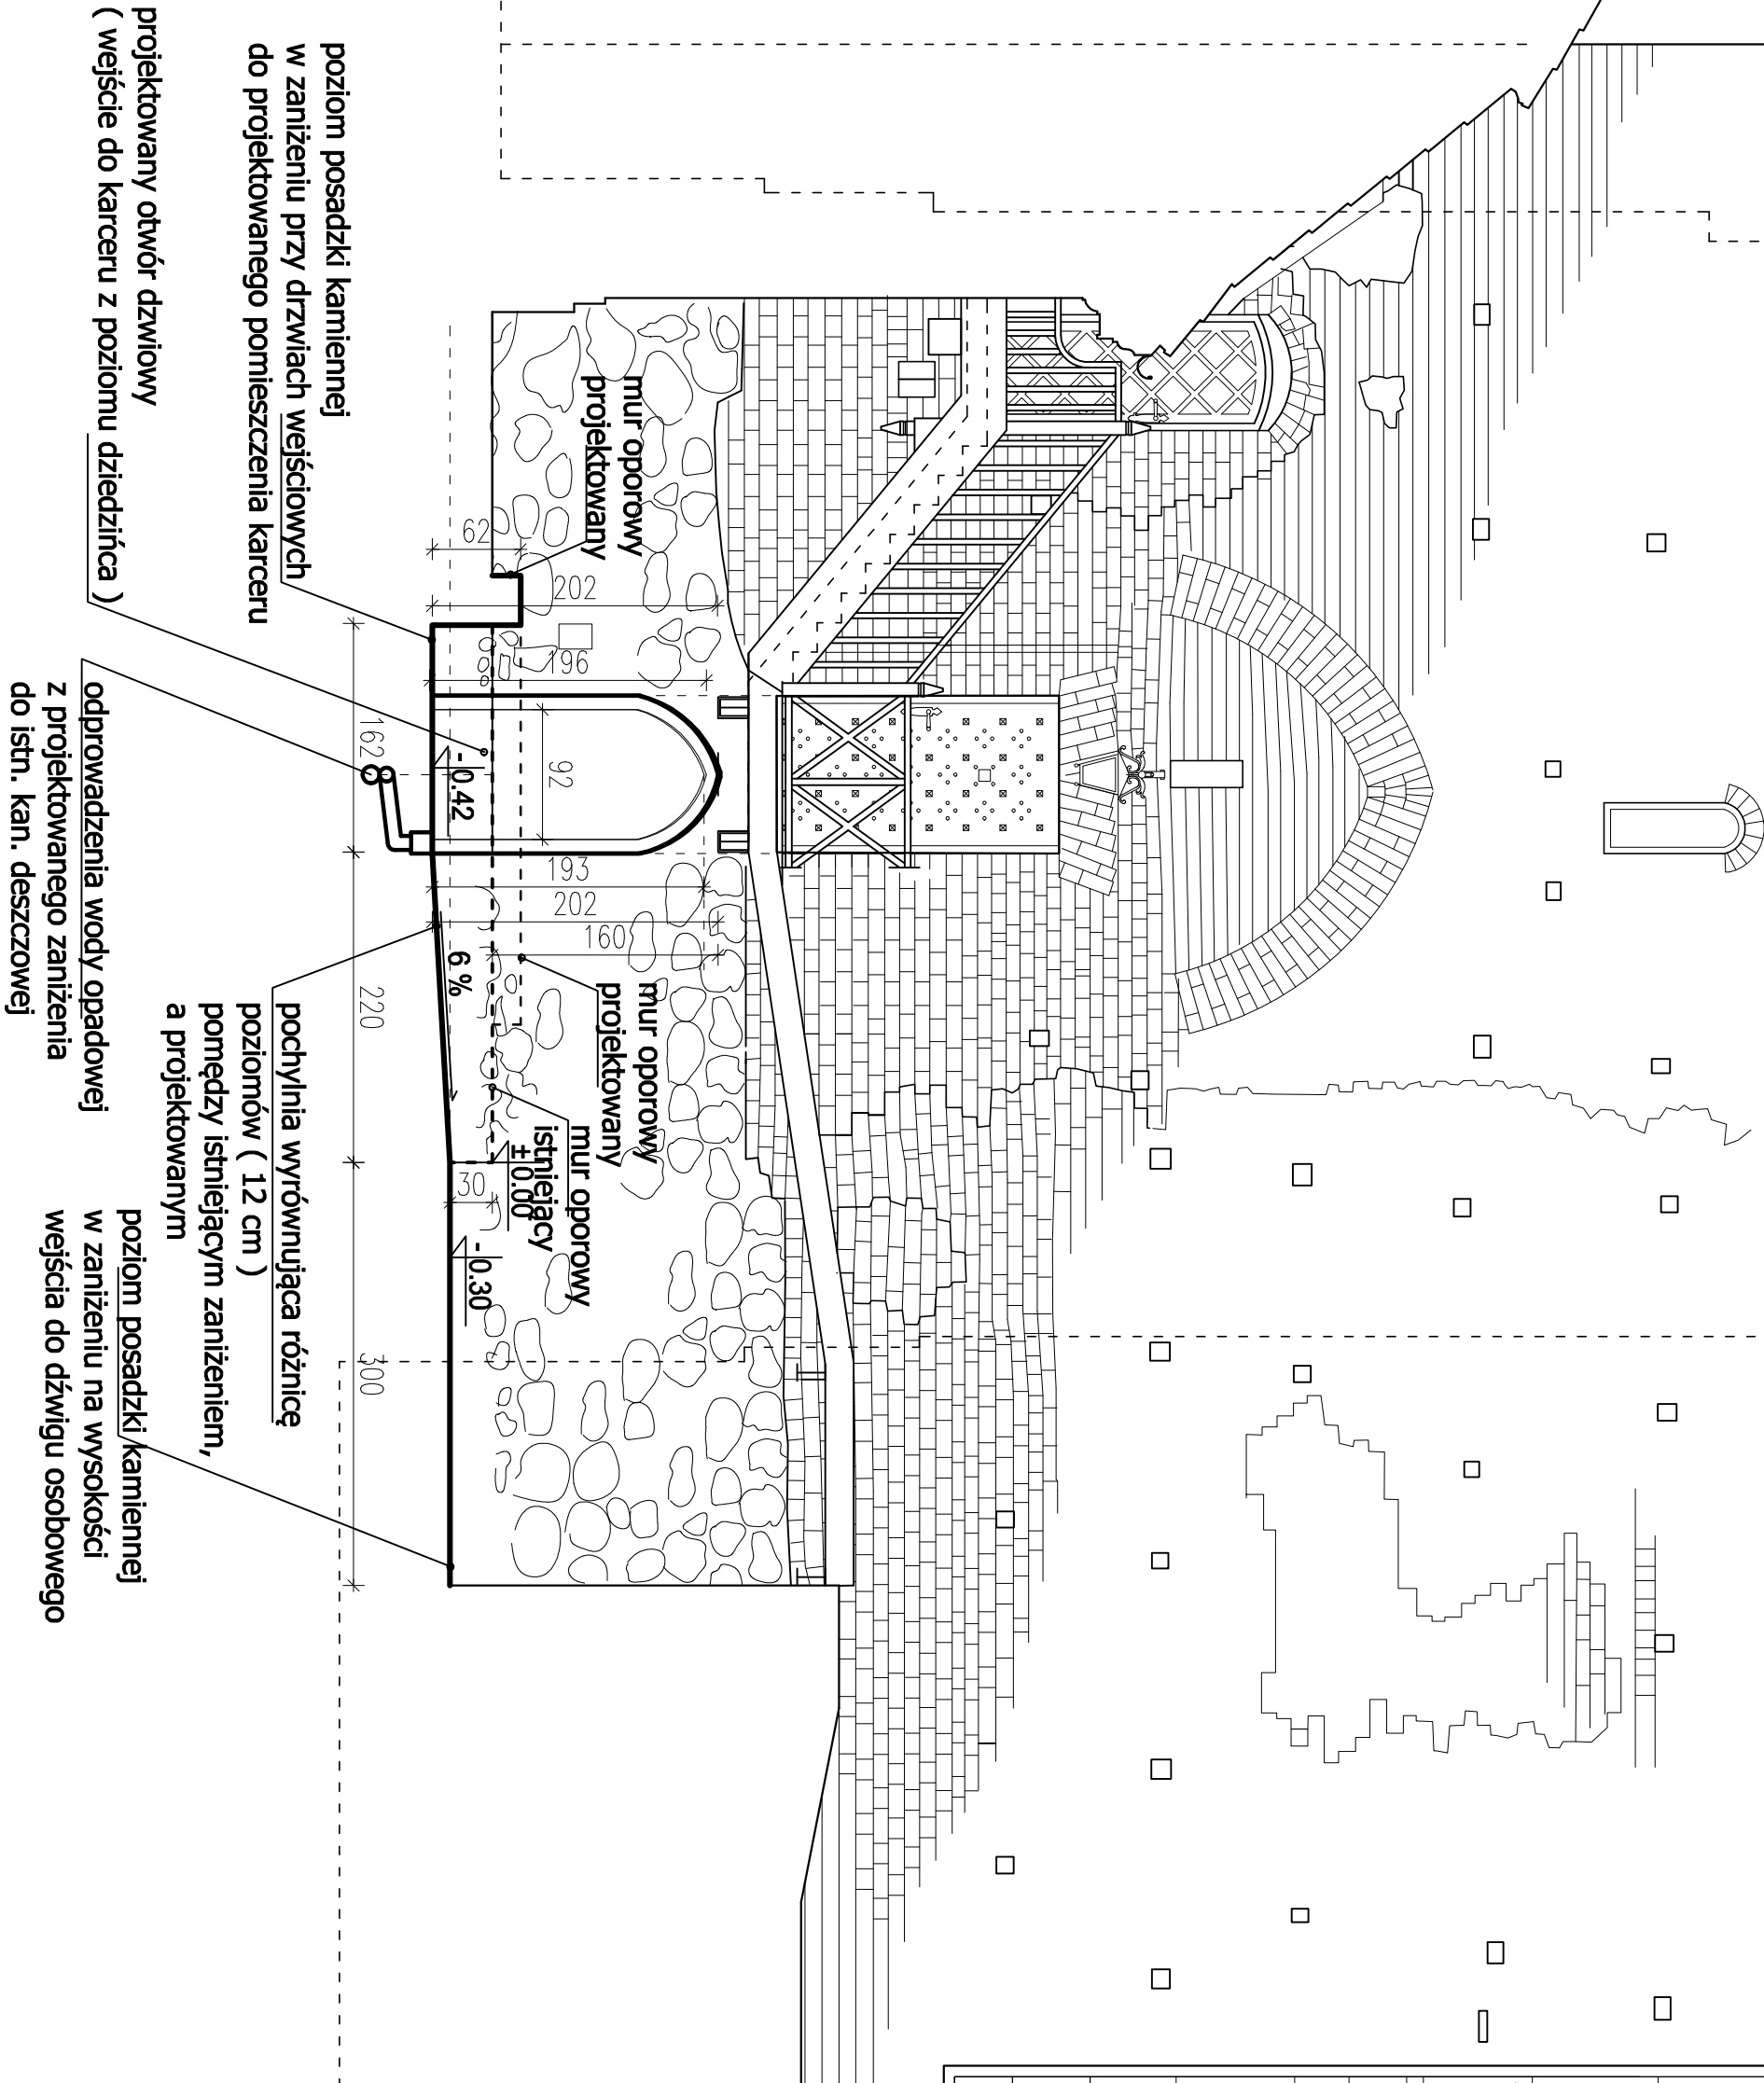 projektowany otwór dzwiowy
( wejście do karceru z poziomu dziedzińca )
poziom posadzki kamiennej
w zaniżeniu przy drzwiach wejściowych
do projektowanego pomieszczenia karceru
mur oporowy
projektowany
62
202
196
92
162
-0.42
193
202
160
6 %
220
odprowadzenia wody opadowej
z projektowanego zaniżenia
do istn. kan. deszczowej
mur oporowy
projektowany
mur oporowy
istniejący
±0.00
30
-0.30
300
pochylnia wyrównująca różnicę
poziomów ( 12 cm )
pomędzy istniejącym zaniżeniem,
a projektowanym
poziom posadzki kamiennej
w zaniżeniu na wysokości
wejścia do dźwigu osobowego